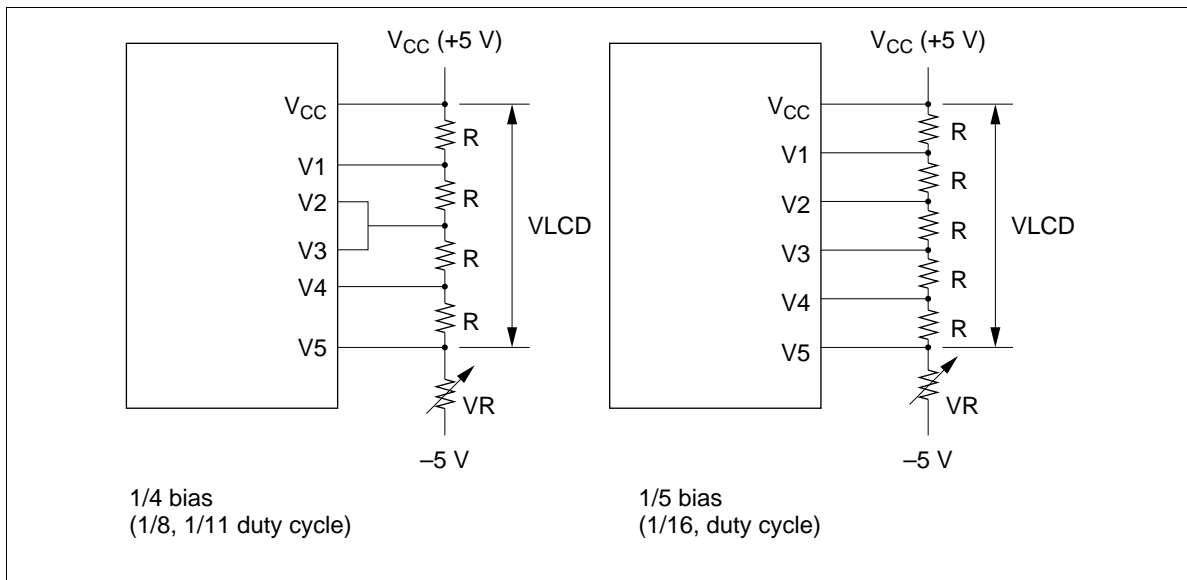 V_CC (+5 V)
V_CC
R
V1
R
V2
VLCD
V3
R
V4
R
V5
VR
–5 V
1/4 bias
(1/8, 1/11 duty cycle)
V_CC (+5 V)
V_CC
R
V1
R
V2
R
VLCD
V3
R
V4
R
V5
VR
–5 V
1/5 bias
(1/16, duty cycle)